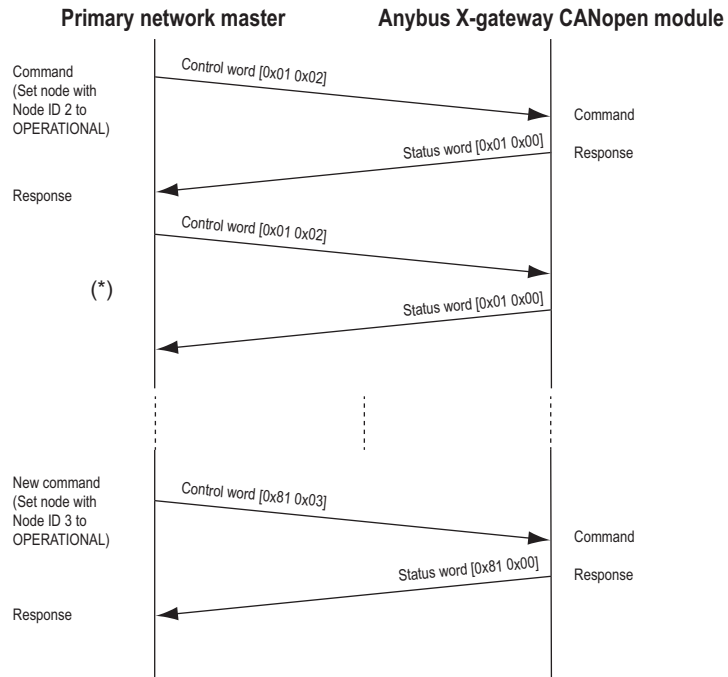 Primary network master
Anybus X-gateway CANopen module
Command
(Set node with
Node ID 2 to
OPERATIONAL)
Control word [0x01 0x02]
Command
Status word [0x01 0x00]
Response
Response
Control word [0x01 0x02]
(*)
Status word [0x01 0x00]
New command
(Set node with
Node ID 3 to
OPERATIONAL)
Control word [0x81 0x03]
Command
Status word [0x81 0x00]
Response
Response